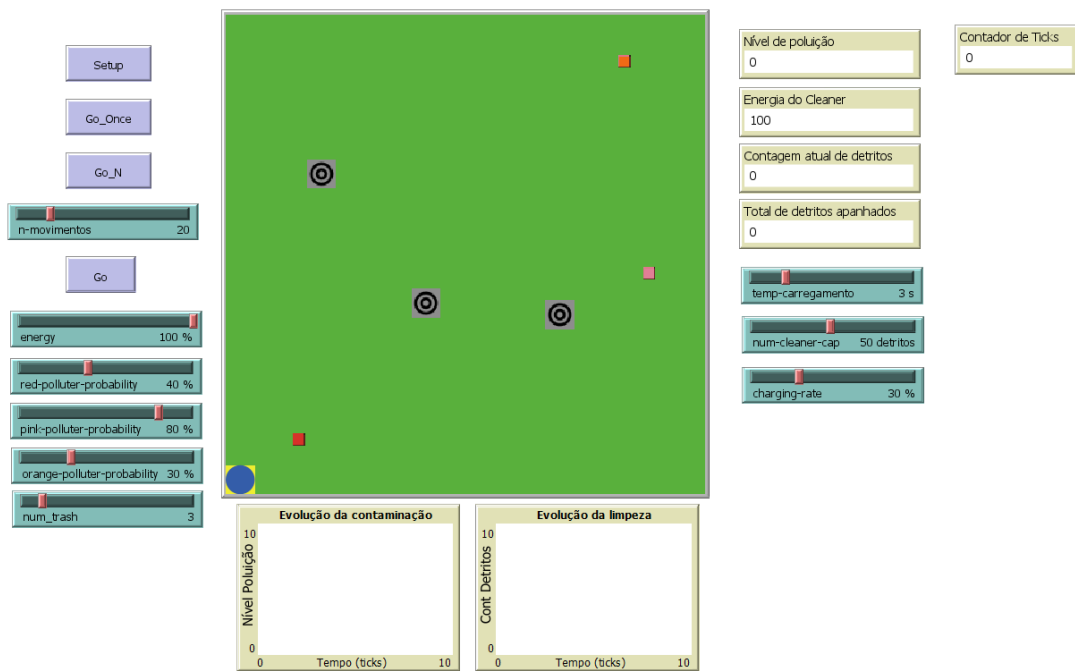 Setup
Go_Once
Go_N
n-movimentos 20
Go
energy 100 %
red-polluter-probability 40 %
pink-polluter-probability 80 %
orange-polluter-probability 30 %
num_trash 3
Nível de poluição
0
Energia do Cleaner
100
Contagem atual de detritos
0
Total de detritos apanhados
0
temp-carregamento 3 s
num-cleaner-cap 50 detritos
charging-rate 30 %
Contador de Ticks
0
Evolução da contaminação
Nível Poluição
10
0
0 Tempo (ticks) 10
Evolução da limpeza
Cont Detritos
10
0
0 Tempo (ticks) 10